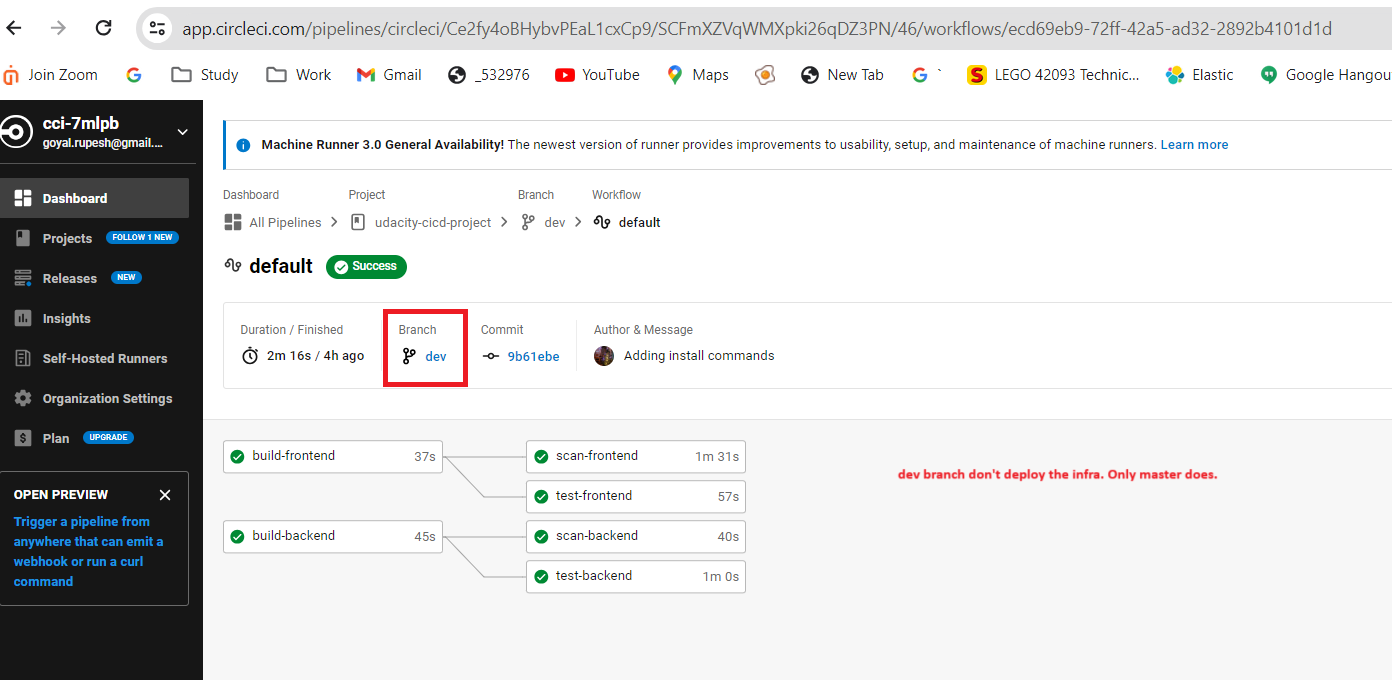 app.circleci.com/pipelines/circleci/Ce2fy4oBHybvPEaL1cxCp9/SCFmXZVqWMXpki26qDZ3PN/46/workflows/ecd69eb9-72ff-42a5-ad32-2892b4101d1d
Join Zoom Study Work Gmail _532976 YouTube Maps New Tab ` LEGO 42093 Technic... Elastic Google Hangou
cci-7mlpb
goyal.rupesh@gmail....
Dashboard
Projects FOLLOW 1 NEW
Releases NEW
Insights
Self-Hosted Runners
Organization Settings
Plan UPGRADE
OPEN PREVIEW
Trigger a pipeline from
anywhere that can emit a
webhook or run a curl
command
Machine Runner 3.0 General Availability! The newest version of runner provides improvements to usability, setup, and maintenance of machine runners. Learn more
Dashboard Project Branch Workflow
All Pipelines udacity-cicd-project dev default
default Success
Duration / Finished Branch Commit Author & Message
2m 16s / 4h ago dev 9b61ebe Adding install commands
build-frontend 37s scan-frontend 1m 31s
dev branch don't deploy the infra. Only master does.
test-frontend 57s
build-backend 45s scan-backend 40s
test-backend 1m 0s